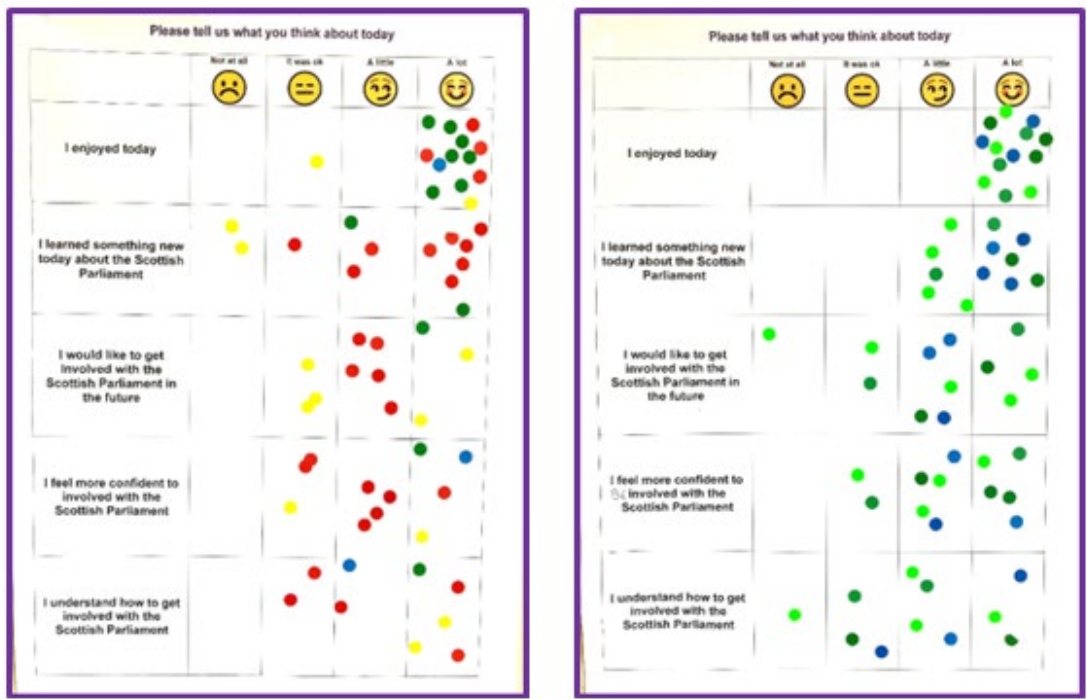 Please tell us what you think about today
Not at all
It was ok
A little
A lot
I enjoyed today
I learned something new
today about the Scottish
Parliament
I would like to get
involved with the
Scottish Parliament in
the future
I feel more confident to
involved with the
Scottish Parliament
I understand how to get
involved with the
Scottish Parliament
Please tell us what you think about today
Not at all
It was ok
A little
A lot
I enjoyed today
I learned something new
today about the Scottish
Parliament
I would like to get
involved with the
Scottish Parliament in
the future
I feel more confident to
be involved with the
Scottish Parliament
I understand how to get
involved with the
Scottish Parliament